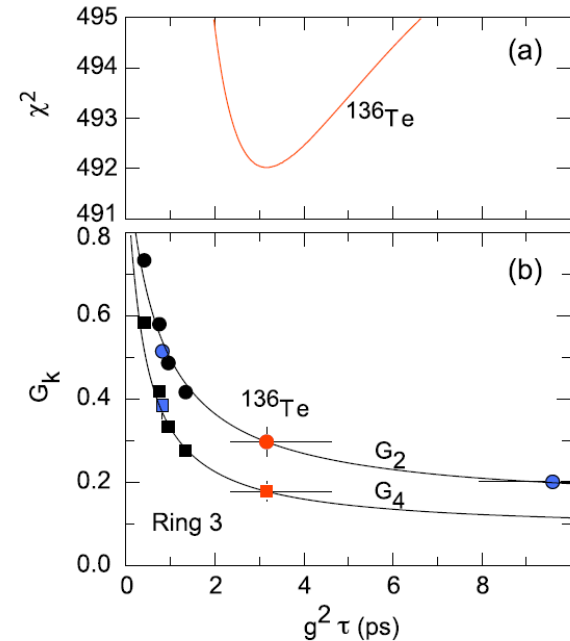 495
(a)
494
χ²
493
¹³⁶Te
492
491
0.8
(b)
0.6
Gₖ
0.4
¹³⁶Te
G₂
0.2
G₄
Ring 3
0.0
0 2 4 6 8
g² τ (ps)